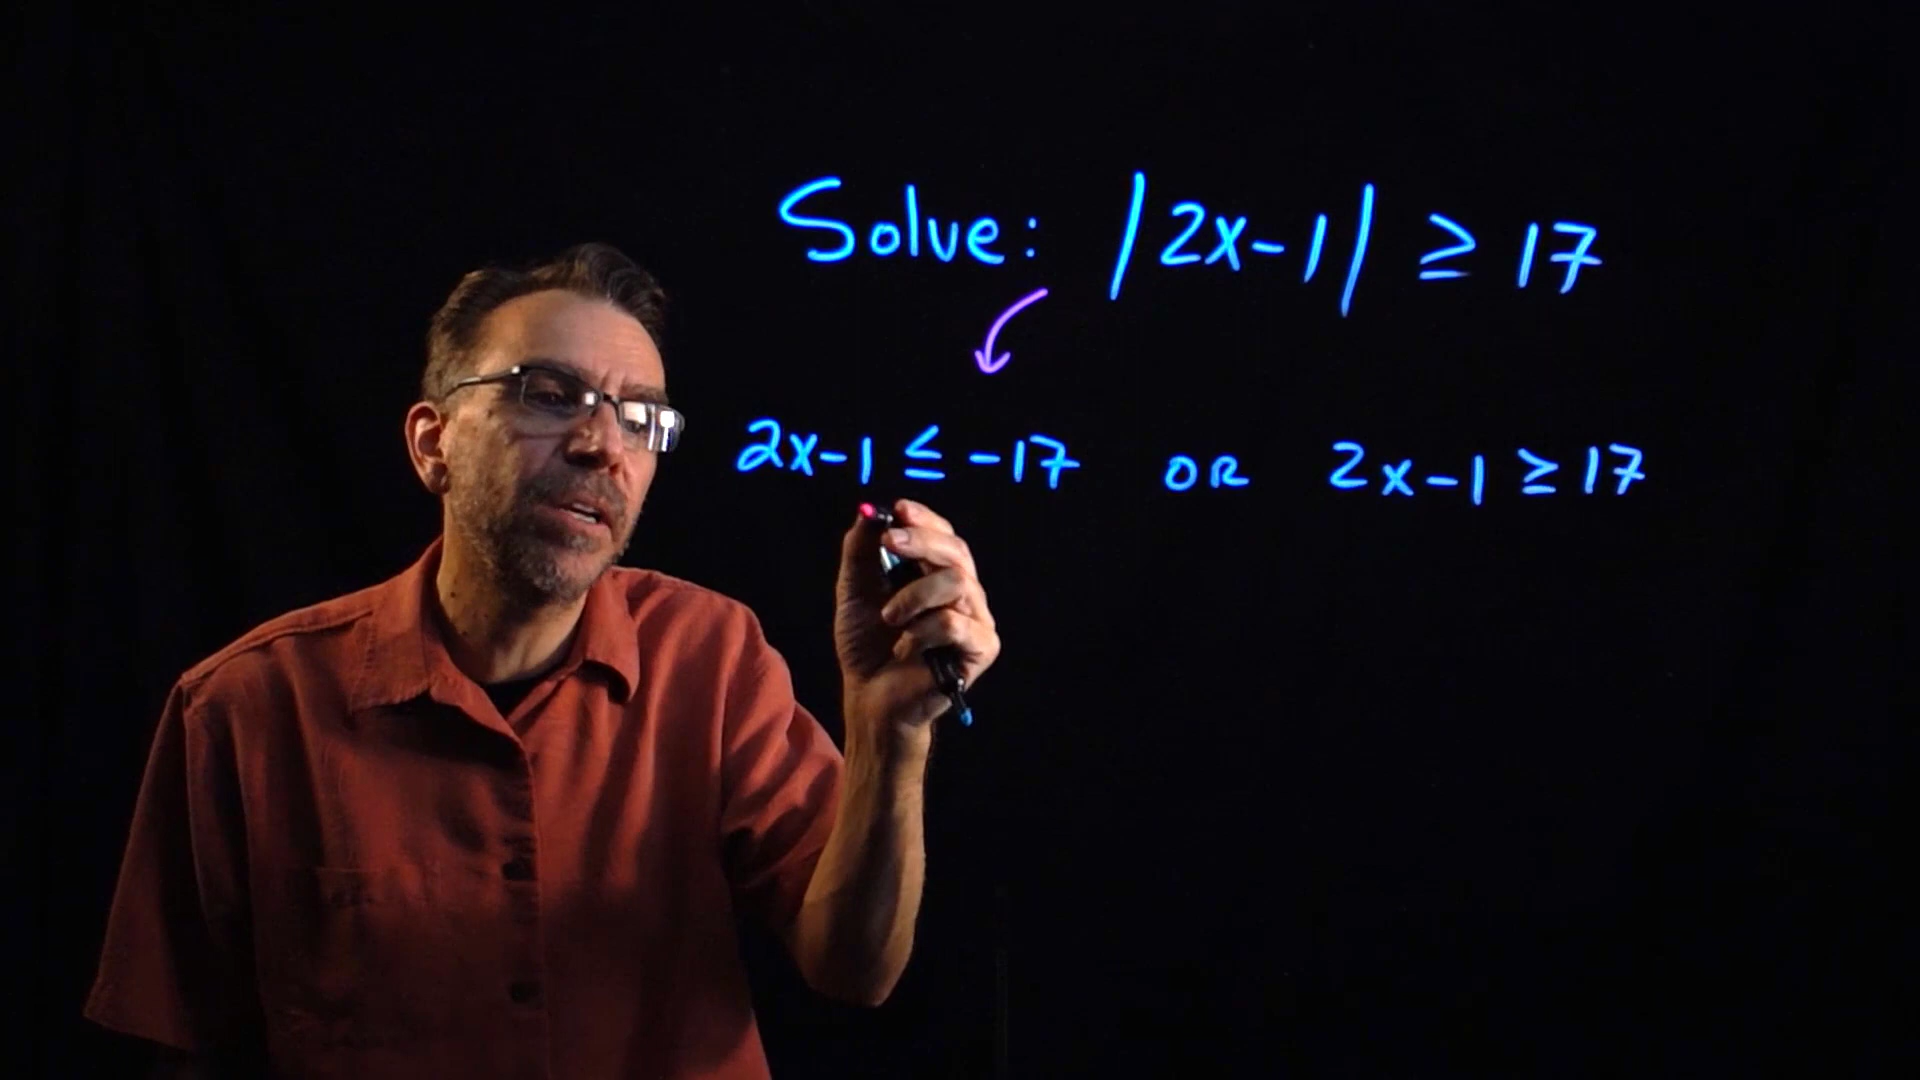 Solve: |2x-1| ≥ 17
2x-1 ≤ -17 OR 2x-1 ≥ 17